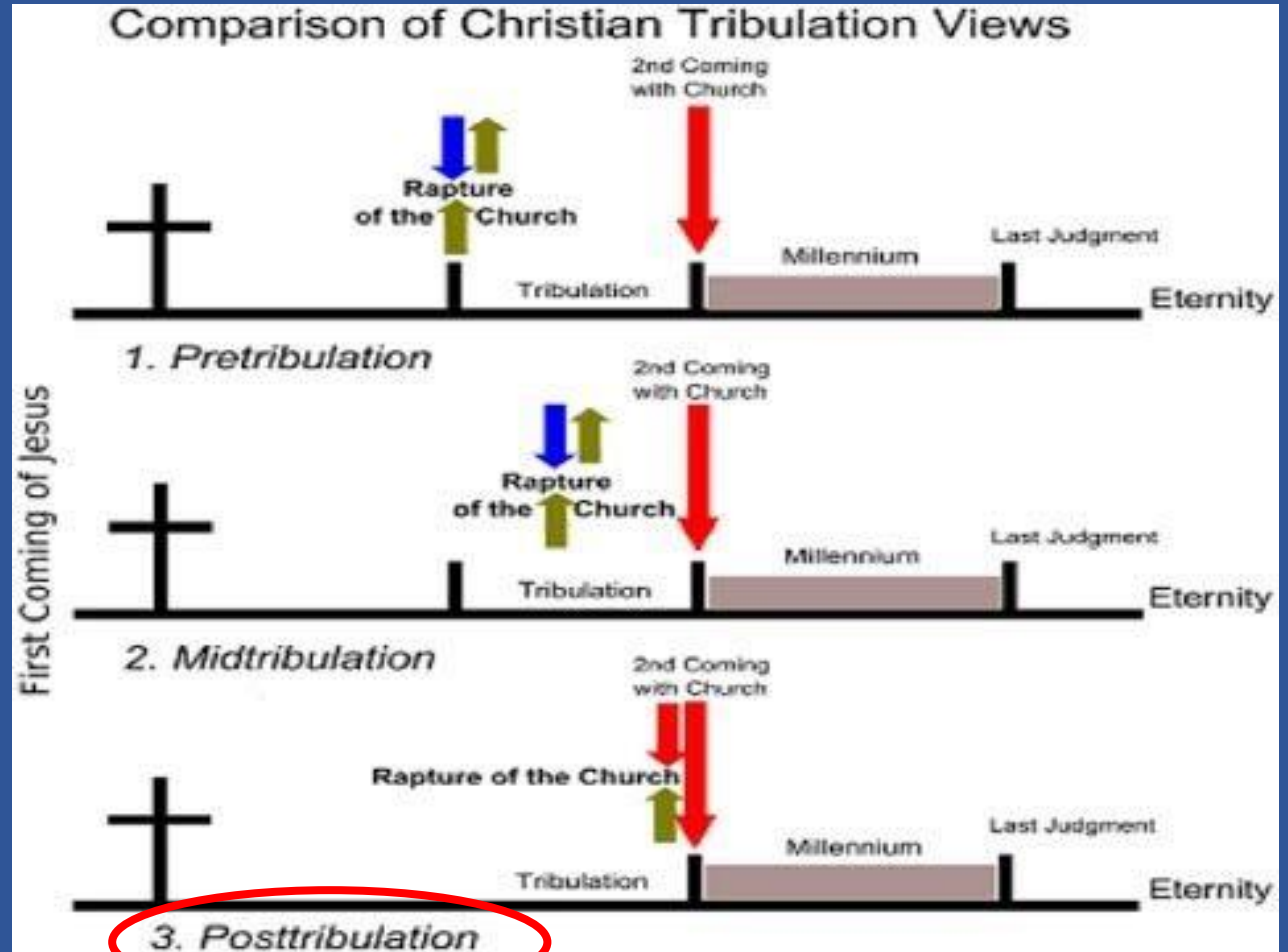 Comparison of Christian Tribulation Views
First Coming of Jesus
2nd Coming
with Church
Rapture
of the Church
Last Judgment
Millennium
Tribulation
Eternity
1. Pretribulation
2nd Coming
with Church
Rapture
of the Church
Last Judgment
Millennium
Tribulation
Eternity
2. Midtribulation
2nd Coming
with Church
Rapture of the Church
Last Judgment
Millennium
Tribulation
Eternity
3. Posttribulation